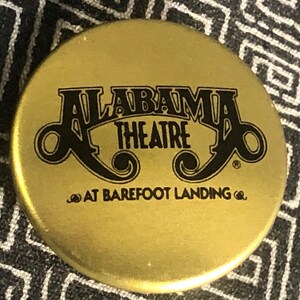 ALABAMA
THEATRE
®
AT BAREFOOT LANDING